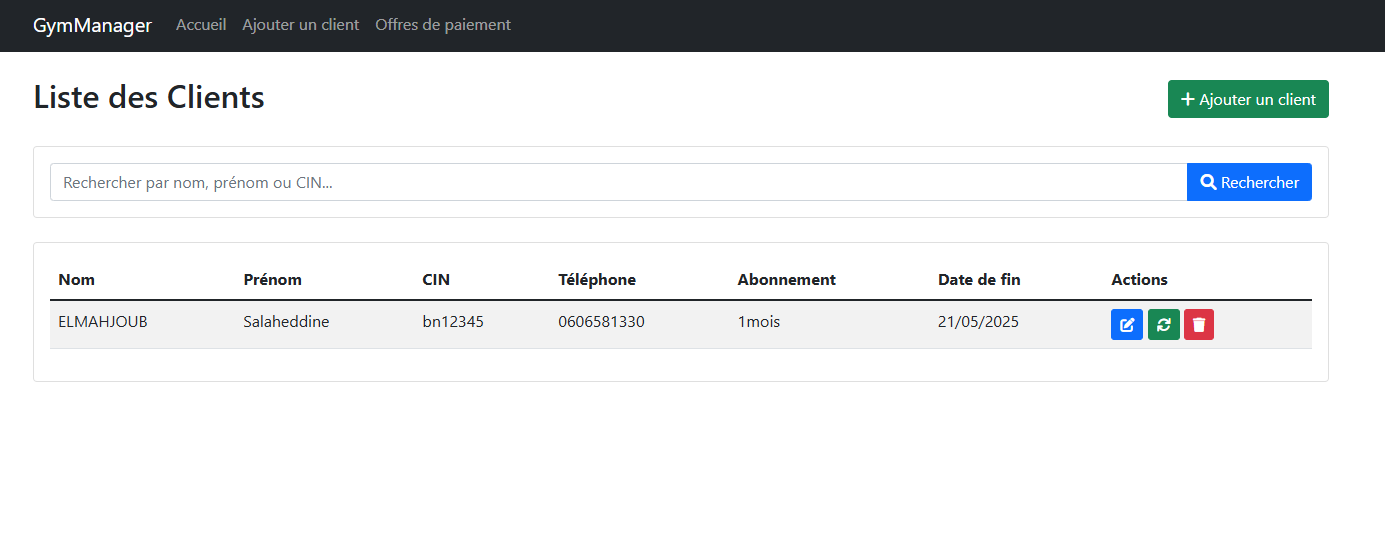 GymManager Accueil Ajouter un client Offres de paiement
Liste des Clients
Ajouter un client
Rechercher par nom, prénom ou CIN...
Rechercher
Nom Prénom CIN Téléphone Abonnement Date de fin Actions
ELMAHJOUB Salaheddine bn12345 0606581330 1mois 21/05/2025